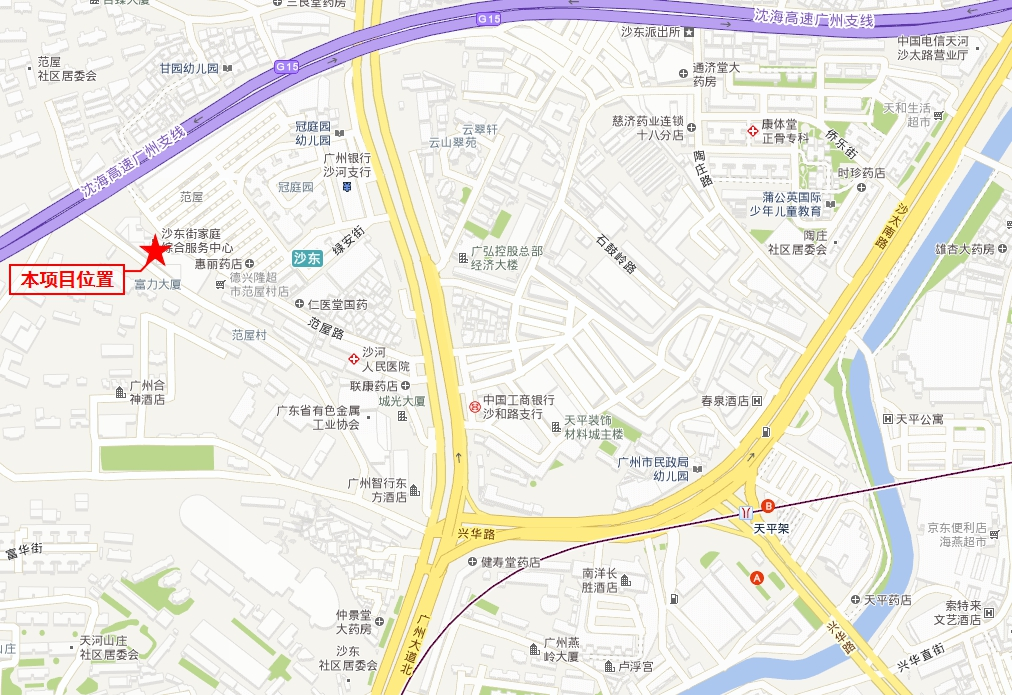 三良堂药房
沈海高速广州支线
G15
沙东派出所
中国电信天河
沙太路营业厅
范屋
社区居委会
甘园幼儿园
G15
通济堂大
药房
天和生活
超市
冠庭园
幼儿园
云翠轩
云山翠苑
慈济药业连锁
十八分店
康体堂
正骨专科
侨东街
沈海高速广州支线
广州银行
沙河支行
陶庄路
时珍药店
冠庭园
范屋
蒲公英国际
少年儿童教育
沙太南路
沙东街家庭
综合服务中心
绿安街
石鼓岭路
陶庄
社区居委会
雄杏大药房
惠丽药店
沙东
广弘控股总部
经济大楼
本项目位置
富力大厦
德兴隆超
市范屋村店
仁医堂国药
范屋村
范屋路
沙河
人民医院
广州合
神酒店
联康药店
城光大厦
中国工商银行
沙和路支行
春泉酒店
广东省有色金属
工业协会
天平装饰
材料城主楼
天平公寓
广州市民政局
幼儿园
广州智行东
方酒店
B
天平架
兴华路
京东便利店
海燕超市
富华街
健寿堂药店
南洋长
胜酒店
A
天平药店
索特来
文艺酒店
仲景堂
大药房
广州大道北
兴华路
天河山庄
社区居委会
沙东
社区居委会
广州燕
岭大厦
卢浮宫
兴华直街